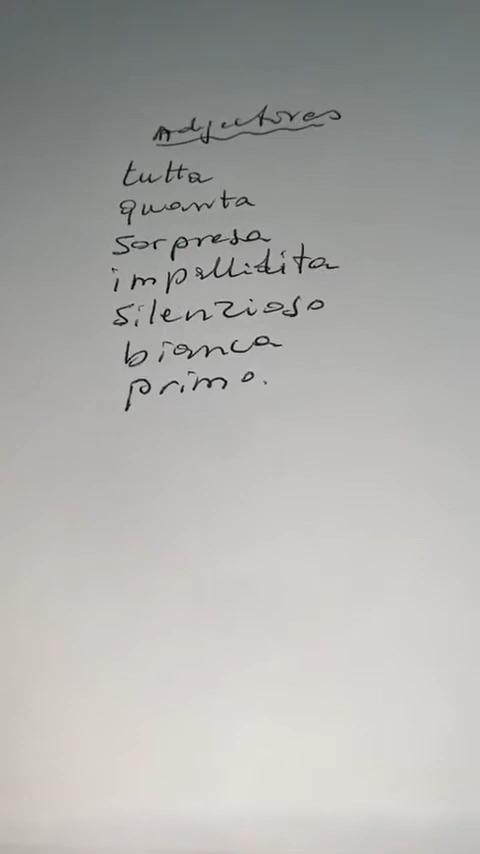 Adjectives
tutta
quanta
sorpresa
impallidita
silenzioso
bianca
primo.